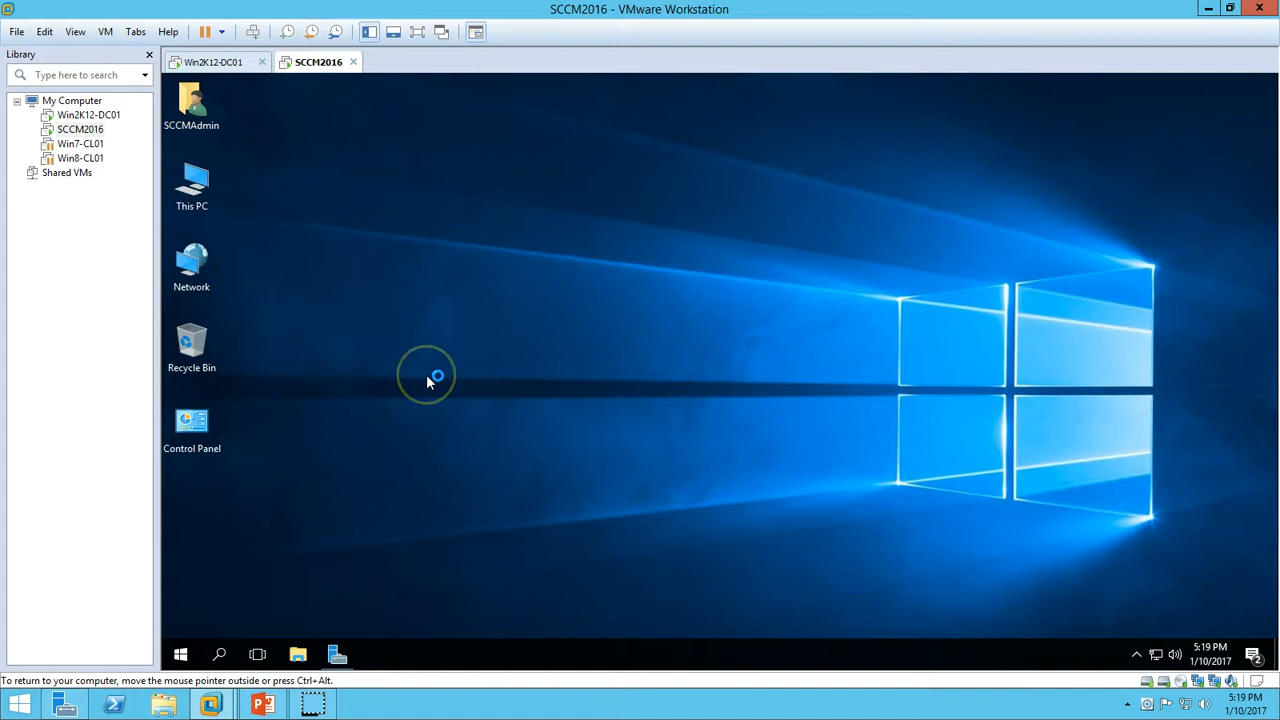 SCCM2016 - VMware Workstation
File Edit View VM Tabs Help
Library
Type here to search
My Computer
Win2K12-DC01
SCCM2016
Win7-CL01
Win8-CL01
Shared VMs
Win2K12-DC01
SCCM2016
SCCMAdmin
This PC
Network
Recycle Bin
Control Panel
5:19 PM
1/10/2017
2
To return to your computer, move the mouse pointer outside or press Ctrl+Alt.
5:19 PM
1/10/2017